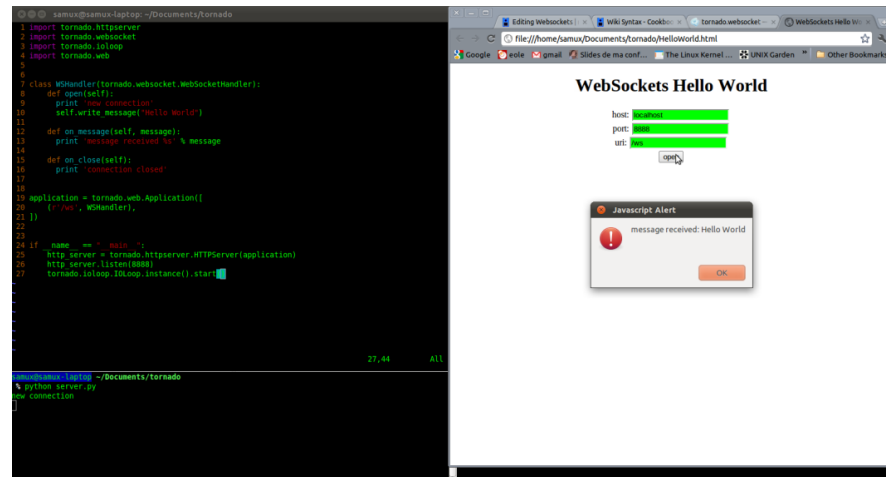 samux@samux-laptop: ~/Documents/tornado
1 import tornado.httpserver
2 import tornado.websocket
3 import tornado.ioloop
4 import tornado.web
5
6
7 class WSHandler(tornado.websocket.WebSocketHandler):
8     def open(self):
9         print 'new connection'
10         self.write_message("Hello World")
11
12     def on_message(self, message):
13         print 'message received %s' % message
14
15     def on_close(self):
16         print 'connection closed'
17
18
19 application = tornado.web.Application([
20     (r'/ws', WSHandler),
21 ])
22
23
24 if __name__ == "__main__":
25     http_server = tornado.httpserver.HTTPServer(application)
26     http_server.listen(8888)
27     tornado.ioloop.IOLoop.instance().start()
~
~
~
~
~
~
27,44 All
samux@samux-laptop ~/Documents/tornado
% python server.py
new connection
Editing Websockets | Wiki Syntax - Cookboo tornado.websocket — WebSockets Hello Wo
file:///home/samux/Documents/tornado/HelloWorld.html
Google eole gmail Slides de ma conf... The Linux Kernel ... UNIX Garden » Other Bookmarks
WebSockets Hello World
host: localhost
port: 8888
uri: /ws
open
Javascript Alert
message received: Hello World
OK